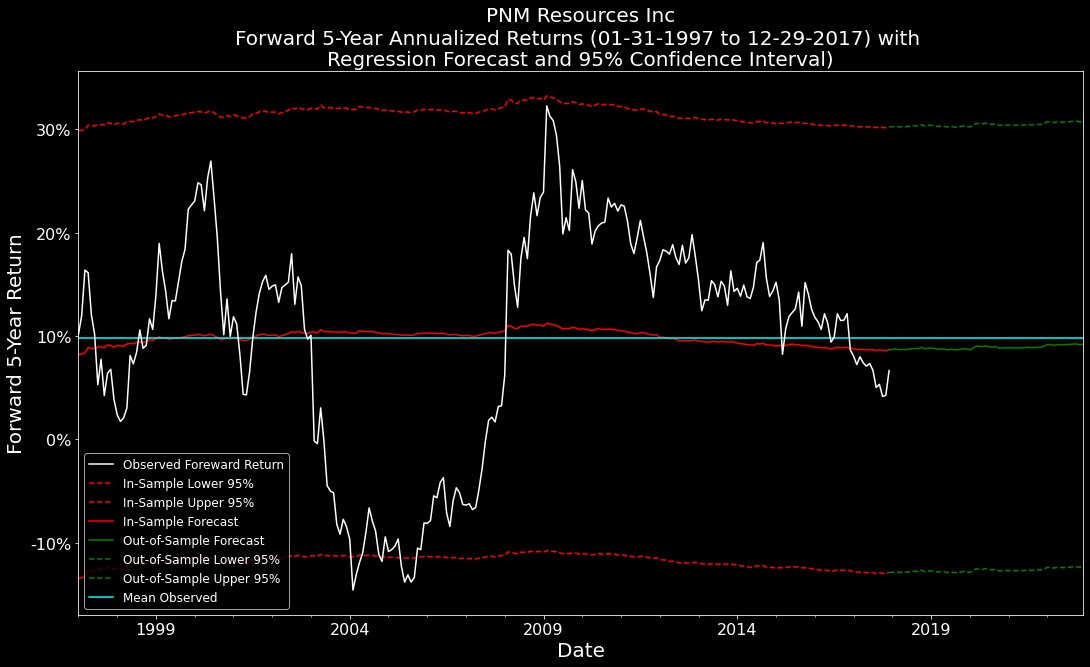 PNM Resources Inc
Forward 5-Year Annualized Returns (01-31-1997 to 12-29-2017) with
Regression Forecast and 95% Confidence Interval)
Forward 5-Year Return
30%
20%
10%
0%
-10%
Observed Foreward Return
In-Sample Lower 95%
In-Sample Upper 95%
In-Sample Forecast
Out-of-Sample Forecast
Out-of-Sample Lower 95%
Out-of-Sample Upper 95%
Mean Observed
1999
2004
2009
2014
2019
Date